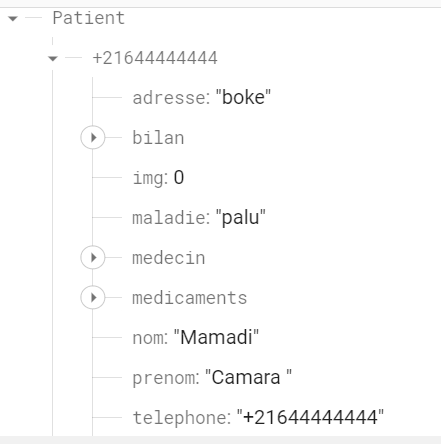 Patient
+21644444444
adresse: "boke"
bilan
img: 0
maladie: "palu"
medecin
medicaments
nom: "Mamadi"
prenom: "Camara "
telephone: "+21644444444"